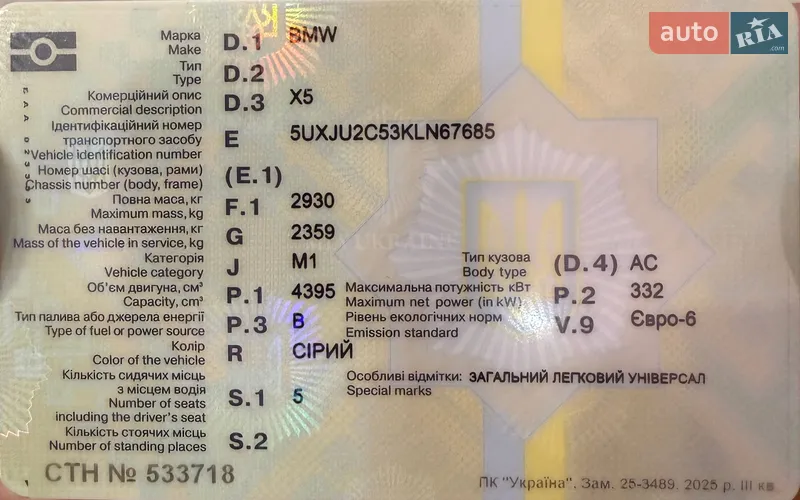 auto RIA .com
Марка D.1 BMW
Make
Тип D.2
Type
Комерційний опис D.3 X5
Commercial description
Ідентифікаційний номер
транспортного засобу E 5UXJU2C53KLN67685
Vehicle identification number
Номер шасі (кузова, рами) (E.1)
Chassis number (body, frame)
Повна маса, кг F.1 2930
Maximum mass, kg
Маса без навантаження, кг G 2359
Mass of the vehicle in service, kg
Категорія J M1 Тип кузова (D.4) AC
Vehicle category Body type
Об'єм двигуна, см³ P.1 4395 Максимальна потужність кВт P.2 332
Capacity, cm³ Maximum net power (in kW)
Тип палива або джерела енергії P.3 B Рівень екологічних норм V.9 Євро-6
Type of fuel or power source Emission standard
Колір R СІРИЙ
Color of the vehicle
Кількість сидячих місць Особливі відмітки: ЗАГАЛЬНИЙ ЛЕГКОВИЙ УНІВЕРСАЛ
з місцем водія S.1 5 Special marks
Number of seats
including the driver's seat
Кількість стоячих місць S.2
Number of standing places
СТН № 533718
ПК "Україна". Зам. 25-3489. 2025 р. III кв